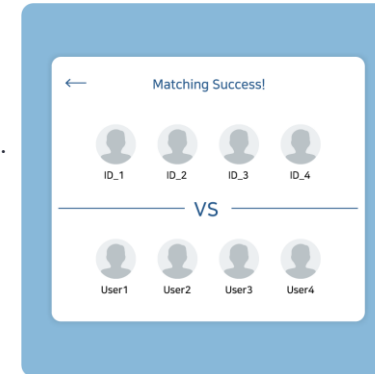 Matching Success!
ID_1 ID_2 ID_3 ID_4
VS
User1 User2 User3 User4